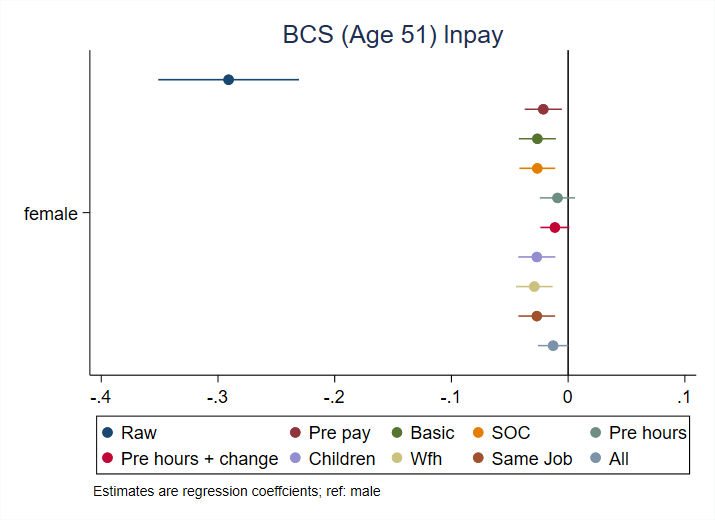 BCS (Age 51) lnpay
female
-.4 -.3 -.2 -.1 0 .1
Raw Pre pay Basic SOC Pre hours
Pre hours + change Children Wfh Same Job All
Estimates are regression coeffcients; ref: male